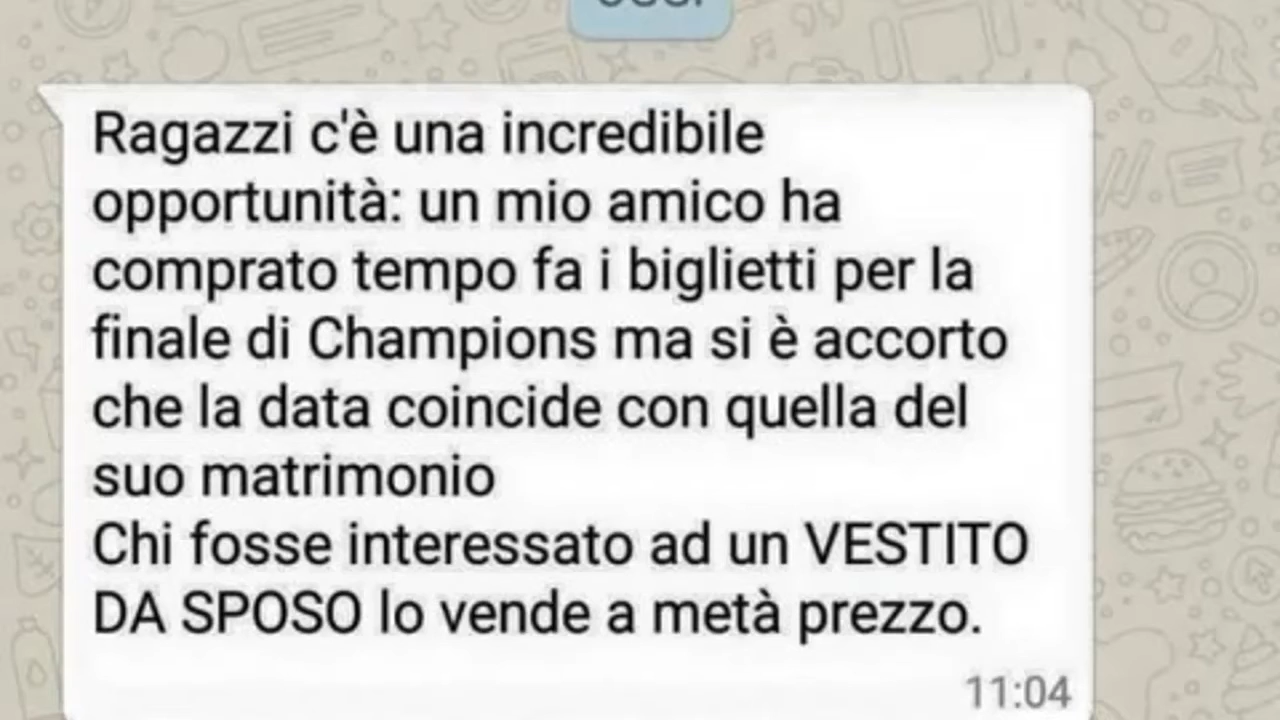 Ragazzi c'è una incredibile
opportunità: un mio amico ha
comprato tempo fa i biglietti per la
finale di Champions ma si è accorto
che la data coincide con quella del
suo matrimonio
Chi fosse interessato ad un VESTITO
DA SPOSO lo vende a metà prezzo.
11:04